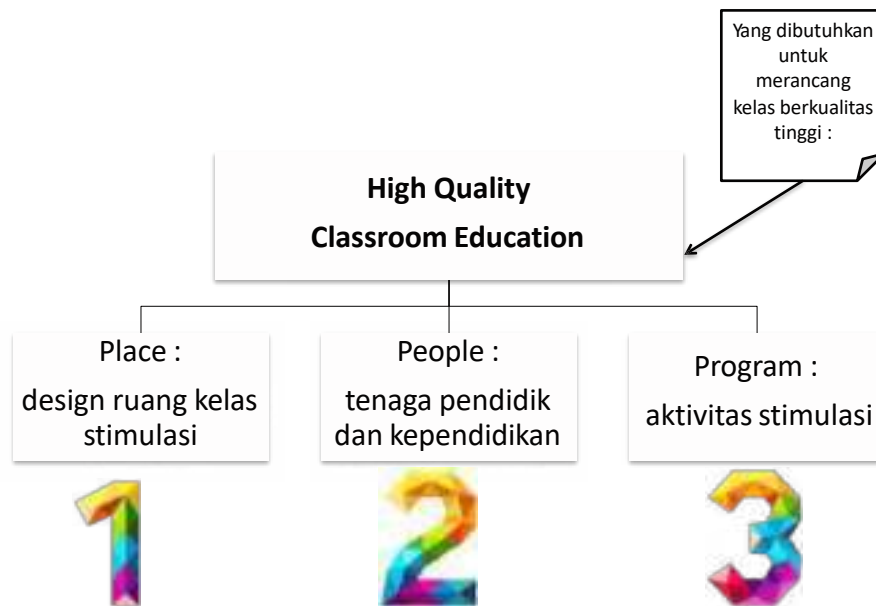 Yang dibutuhkan
untuk
merancang
kelas berkualitas
tinggi :
High Quality
Classroom Education
Place :
design ruang kelas
stimulasi
People :
tenaga pendidik
dan kependidikan
Program :
aktivitas stimulasi
1
2
3